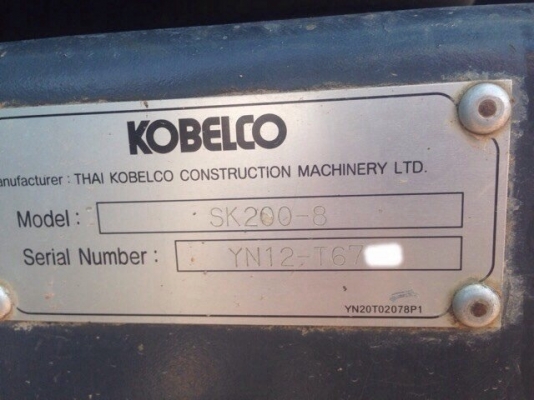 KOBELCO
anufacturer : THAI KOBELCO CONSTRUCTION MACHINERY LTD.
Model : SK200-8
Serial Number : YN12-T67
YN20T02078P1